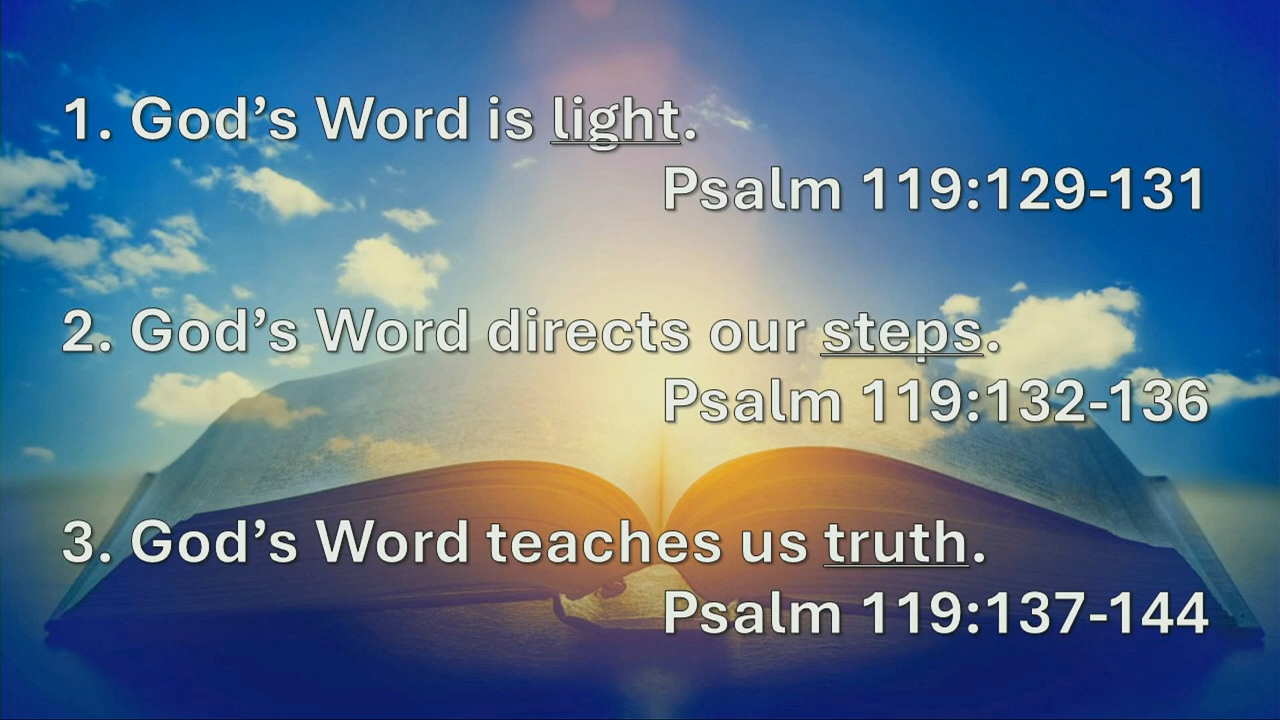 1. God’s Word is light.
Psalm 119:129-131
2. God’s Word directs our steps.
Psalm 119:132-136
3. God’s Word teaches us truth.
Psalm 119:137-144